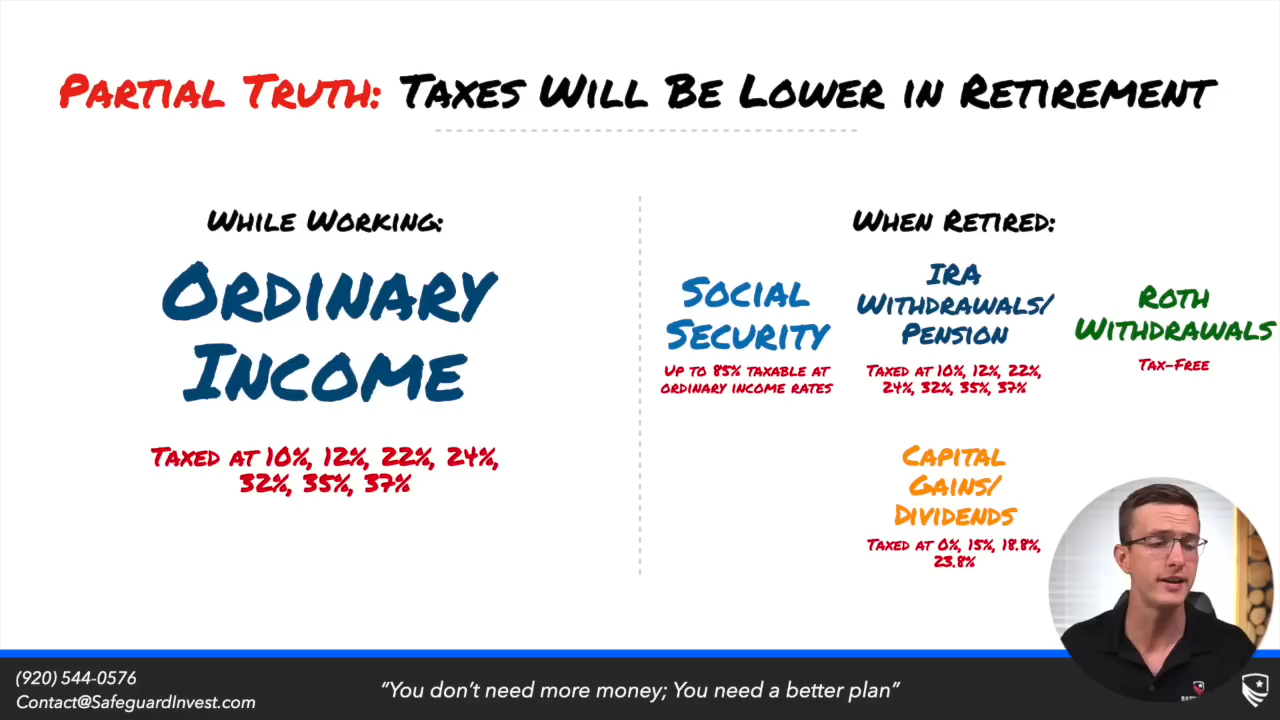 Partial Truth: Taxes Will Be Lower in Retirement
While Working:
Ordinary
Income
Taxed at 10%, 12%, 22%, 24%,
32%, 35%, 37%
When Retired:
Social
Security
Up to 85% taxable at
ordinary income rates
IRA
Withdrawals/
Pension
Taxed at 10%, 12%, 22%,
24%, 32%, 35%, 37%
Roth
Withdrawals
Tax-Free
Capital
Gains/
Dividends
Taxed at 0%, 15%, 18.8%,
23.8%
(920) 544-0576
Contact@SafeguardInvest.com
“You don’t need more money; You need a better plan”